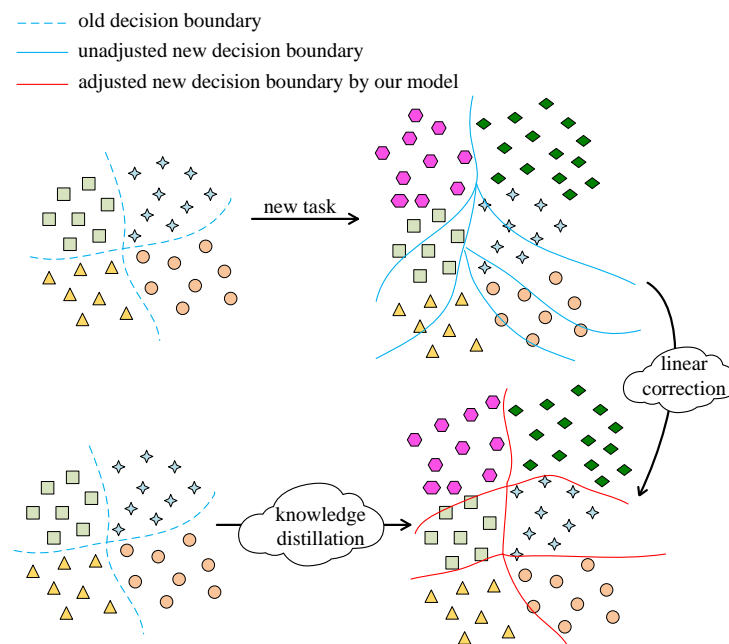 old decision boundary
unadjusted new decision boundary
adjusted new decision boundary by our model
new task
linear
correction
knowledge
distillation